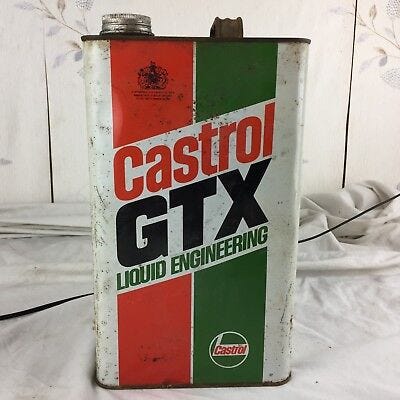 Castrol
GTX
LIQUID ENGINEERING
Castrol